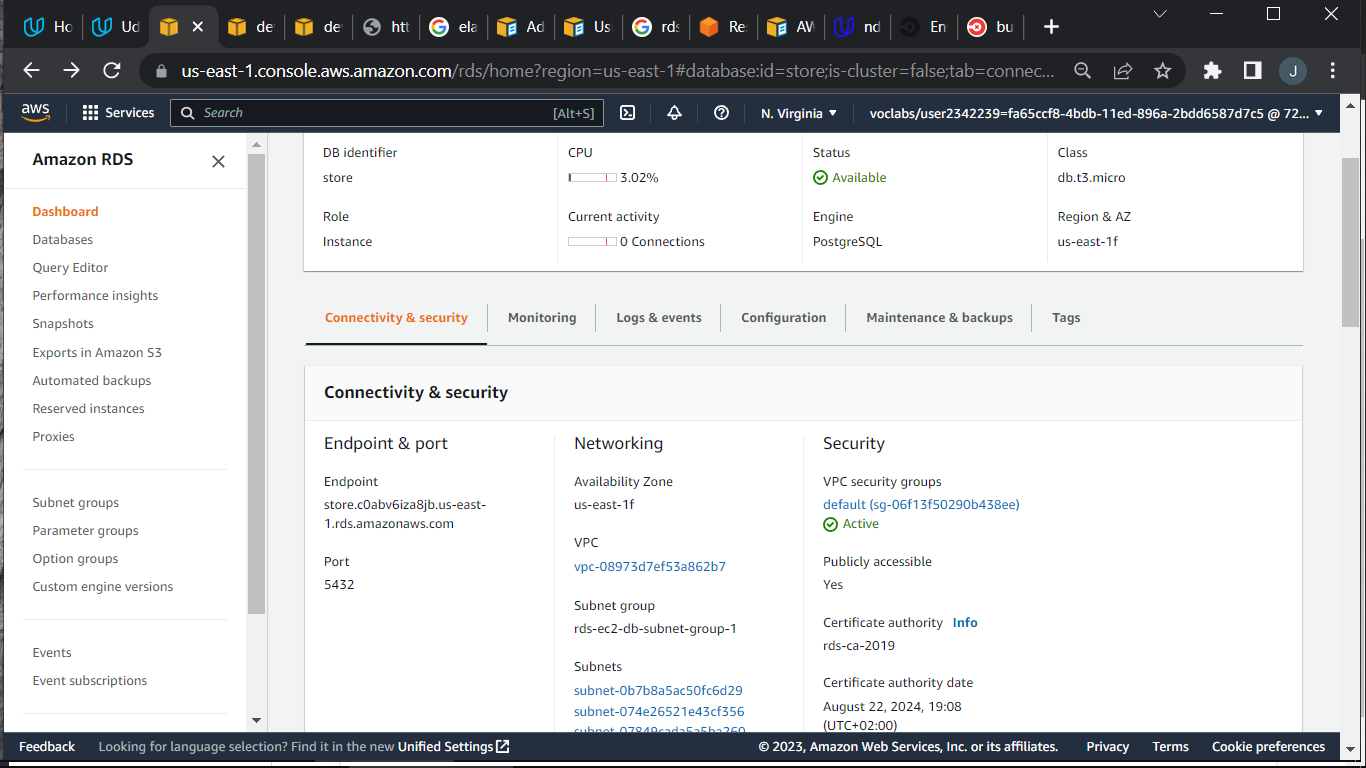 Ho
Ud
de
de
htt
ela
Ad
Us
rds
Re
AW
nd
En
bu
us-east-1.console.aws.amazon.com/rds/home?region=us-east-1#database:id=store;is-cluster=false;tab=connec...
J
aws
Services
Search
[Alt+S]
N. Virginia
voclabs/user2342239=fa65ccf8-4bdb-11ed-896a-2bdd6587d7c5 @ 72...
Amazon RDS
Dashboard
Databases
Query Editor
Performance insights
Snapshots
Exports in Amazon S3
Automated backups
Reserved instances
Proxies
Subnet groups
Parameter groups
Option groups
Custom engine versions
Events
Event subscriptions
DB identifier
store
CPU
3.02%
Status
Available
Class
db.t3.micro
Role
Instance
Current activity
0 Connections
Engine
PostgreSQL
Region & AZ
us-east-1f
Connectivity & security
Monitoring
Logs & events
Configuration
Maintenance & backups
Tags
Connectivity & security
Endpoint & port
Endpoint
store.c0abv6iza8jb.us-east-
1.rds.amazonaws.com
Port
5432
Networking
Availability Zone
us-east-1f
VPC
vpc-08973d7ef53a862b7
Subnet group
rds-ec2-db-subnet-group-1
Subnets
subnet-0b7b8a5ac50fc6d29
subnet-074e26521e43cf356
Security
VPC security groups
default (sg-06f13f50290b438ee)
Active
Publicly accessible
Yes
Certificate authority Info
rds-ca-2019
Certificate authority date
August 22, 2024, 19:08
(UTC+02:00)
Feedback
Looking for language selection? Find it in the new Unified Settings
© 2023, Amazon Web Services, Inc. or its affiliates.
Privacy
Terms
Cookie preferences